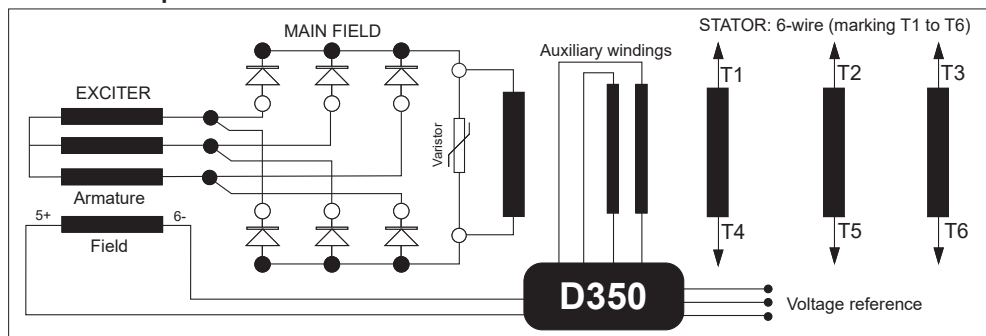 MAIN FIELD
STATOR: 6-wire (marking T1 to T6)
Auxiliary windings
T1
T2
T3
EXCITER
Varistor
Armature
5+
6-
Field
T4
T5
T6
D350
Voltage reference